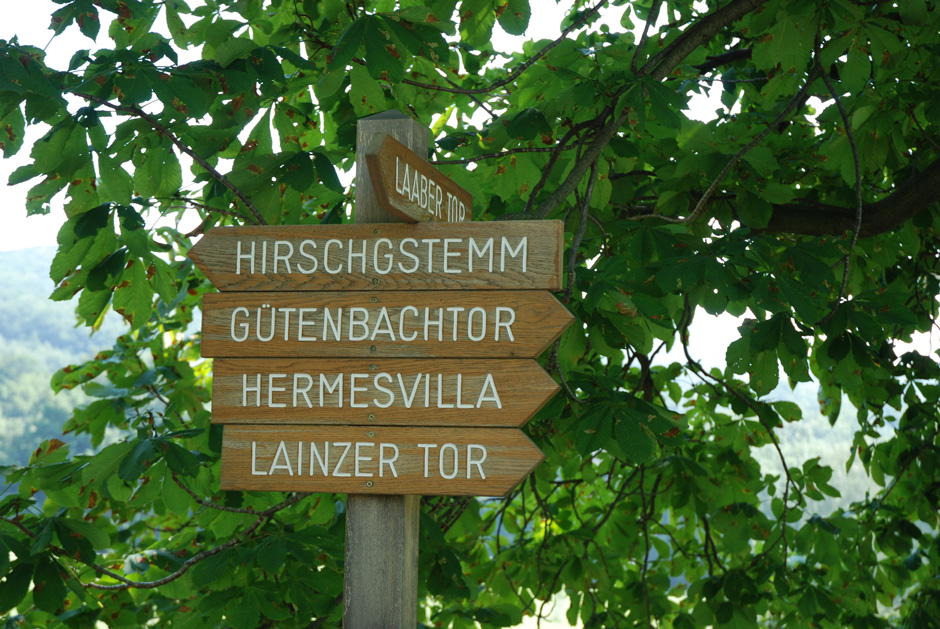 LAABER TOR
HIRSCHGSTEMM
GÜTENBACHTOR
HERMESVILLA
LAINZER TOR